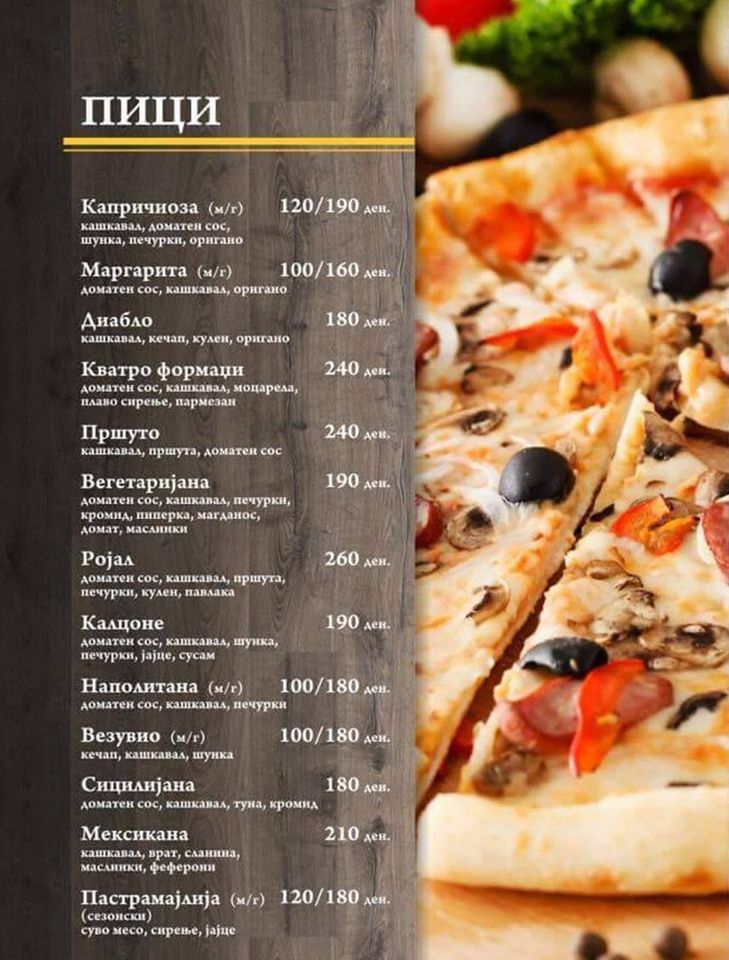 ПИЦИ
Капричиоза (м/г) 120/190 ден.
кашкавал, доматен сос,
шунка, печурки, оригано
Маргарита (м/г) 100/160 ден.
доматен сос, кашкавал, оригано
Диабло 180 ден.
кашкавал, кечап, кулен, оригано
Кватро формаџи 240 ден.
доматен сос, кашкавал, моцарела,
плаво сирење, пармезан
Пршуто 240 ден.
кашкавал, пршута, доматен сос
Вегетаријана 190 ден.
доматен сос, кашкавал, печурки,
кромид, пиперка, магданос,
домат, маслинки
Ројал 260 ден.
доматен сос, кашкавал, пршута,
печурки, кулен, павлака
Калцоне 190 ден.
доматен сос, кашкавал, шунка,
печурки, јајце, сусам
Наполитана (м/г) 100/180 ден.
доматен сос, кашкавал, печурки
Везувио (м/г) 100/180 ден.
кечап, кашкавал, шунка
Сицилијана 180 ден.
доматен сос, кашкавал, туна, кромид
Мексикана 210 ден.
кашкавал, врат, сланина,
маслинки, феферони
Пастрамајлија (м/г) 120/180 ден.
(сезонски)
суво месо, сирење, јајце